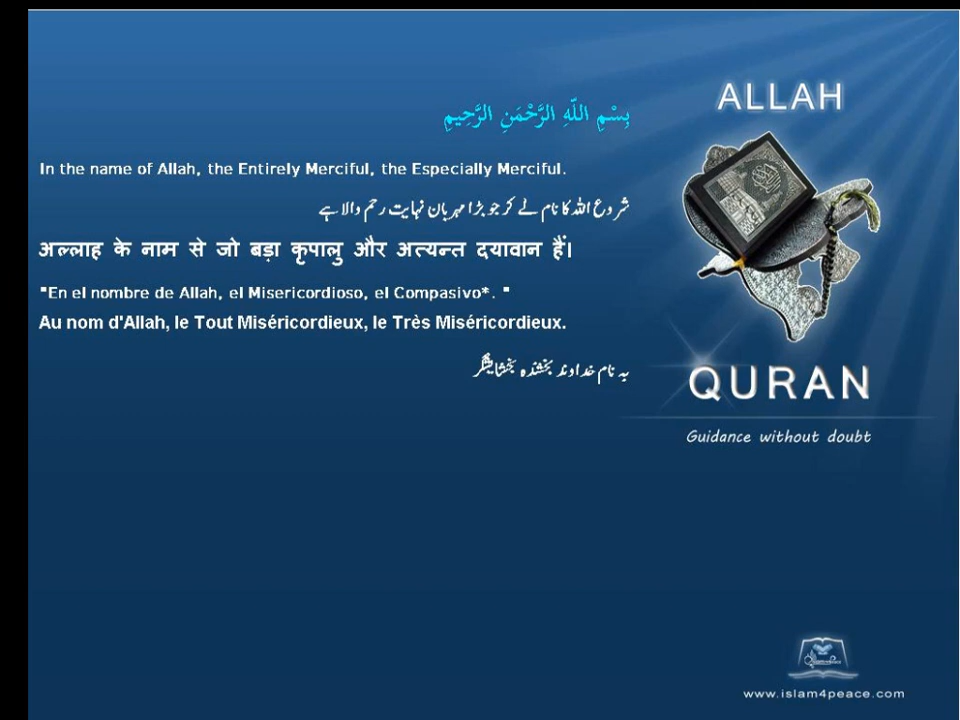 بِسْمِ اللّهِ الرَّحْمَنِ الرَّحِيمِ
In the name of Allah, the Entirely Merciful, the Especially Merciful.
شروع الله کا نام لے کر جو بڑا مہربان نہایت رحم والا ہے
अल्लाह के नाम से जो बड़ा कृपालु और अत्यन्त दयावान हैं।
"En el nombre de Allah, el Misericordioso, el Compasivo*. "
Au nom d'Allah, le Tout Miséricordieux, le Très Miséricordieux.
به نام خداوند بخشنده بخشایشگر
ALLAH
QURAN
Guidance without doubt
www.islam4peace.com